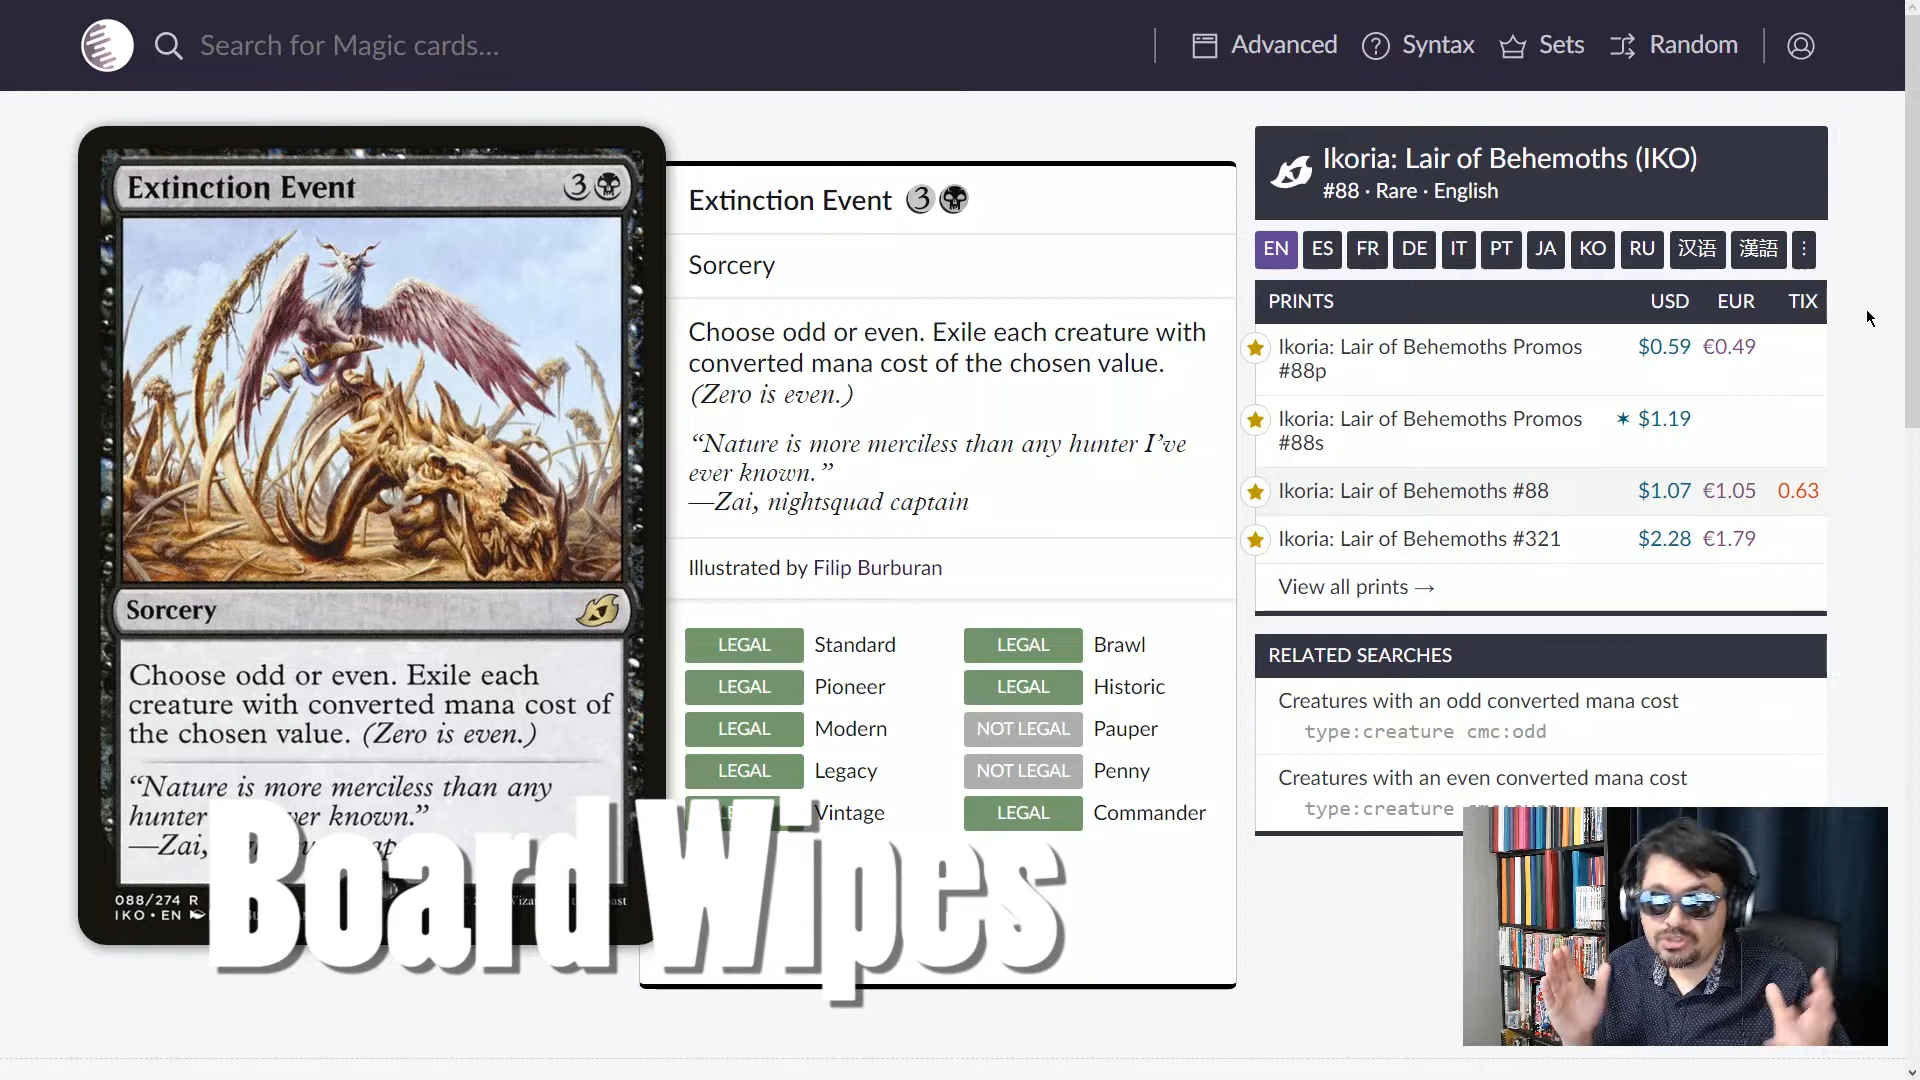 Search for Magic cards...
Advanced
Syntax
Sets
Random
Extinction Event 3
Sorcery
Choose odd or even. Exile each
creature with converted mana cost of
the chosen value. (Zero is even.)
“Nature is more merciless than any
hunter
ver known.”
—Zai,
088/274 R
IKO • EN
Extinction Event 3
Sorcery
Choose odd or even. Exile each creature with
converted mana cost of the chosen value.
(Zero is even.)
“Nature is more merciless than any hunter I’ve
ever known.”
—Zai, nightsquad captain
Illustrated by Filip Burburan
LEGAL Standard LEGAL Brawl
LEGAL Pioneer LEGAL Historic
LEGAL Modern NOT LEGAL Pauper
LEGAL Legacy NOT LEGAL Penny
Vintage LEGAL Commander
Board Wipes
Ikoria: Lair of Behemoths (IKO)
#88 · Rare · English
EN ES FR DE IT PT JA KO RU 汉语 漢語
PRINTS USD EUR TIX
Ikoria: Lair of Behemoths Promos $0.59 €0.49
#88p
Ikoria: Lair of Behemoths Promos ✶ $1.19
#88s
Ikoria: Lair of Behemoths #88 $1.07 €1.05 0.63
Ikoria: Lair of Behemoths #321 $2.28 €1.79
View all prints →
RELATED SEARCHES
Creatures with an odd converted mana cost
type:creature cmc:odd
Creatures with an even converted mana cost
type:creature